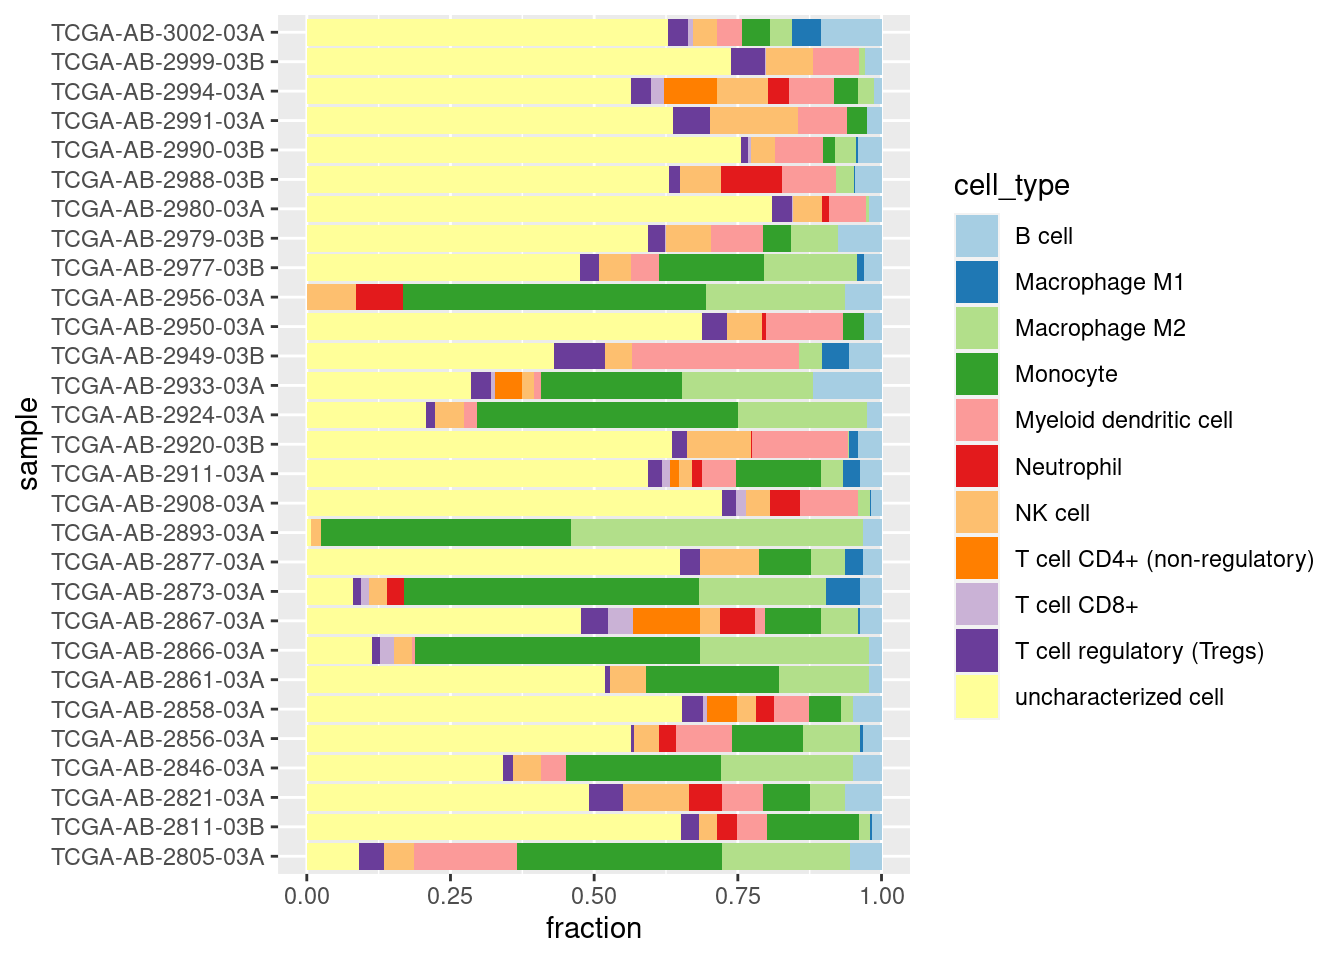 TCGA-AB-3002-03A
TCGA-AB-2999-03B
TCGA-AB-2994-03A
TCGA-AB-2991-03A
TCGA-AB-2990-03B
TCGA-AB-2988-03B
TCGA-AB-2980-03A
TCGA-AB-2979-03B
TCGA-AB-2977-03B
TCGA-AB-2956-03A
TCGA-AB-2950-03A
TCGA-AB-2949-03B
TCGA-AB-2933-03A
TCGA-AB-2924-03A
TCGA-AB-2920-03B
TCGA-AB-2911-03A
TCGA-AB-2908-03A
TCGA-AB-2893-03A
TCGA-AB-2877-03A
TCGA-AB-2873-03A
TCGA-AB-2867-03A
TCGA-AB-2866-03A
TCGA-AB-2861-03A
TCGA-AB-2858-03A
TCGA-AB-2856-03A
TCGA-AB-2846-03A
TCGA-AB-2821-03A
TCGA-AB-2811-03B
TCGA-AB-2805-03A
sample
0.00 0.25 0.50 0.75 1.00
fraction
cell_type
B cell
Macrophage M1
Macrophage M2
Monocyte
Myeloid dendritic cell
Neutrophil
NK cell
T cell CD4+ (non-regulatory)
T cell CD8+
T cell regulatory (Tregs)
uncharacterized cell